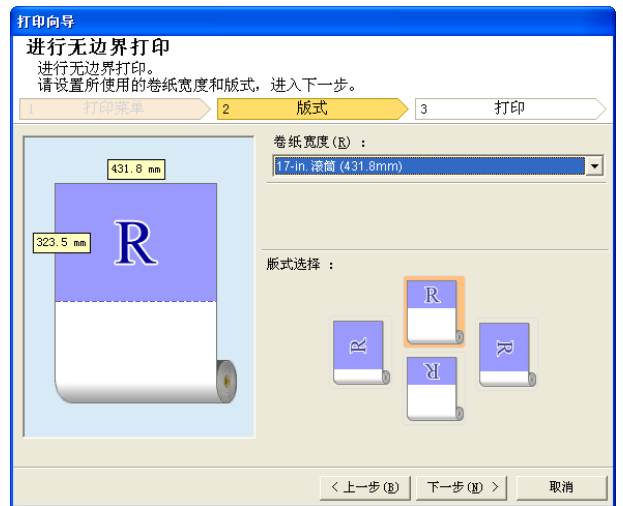 打印向导
进行无边界打印
进行无边界打印。
请设置所使用的卷纸宽度和版式，进入下一步。
1 打印菜单 2 版式 3 打印
卷纸宽度(R)：
17-in. 滚筒 (431.8mm)
431.8 mm
323.5 mm
R
版式选择：
R
R
R
R
< 上一步(B) 下一步(N) > 取消